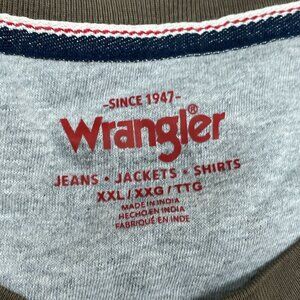 -SINCE 1947-
Wrangler®
JEANS • JACKETS • SHIRTS
XXL/XXG/TTG
MADE IN INDIA
HECHO EN INDIA
FABRIQUÉ EN INDE